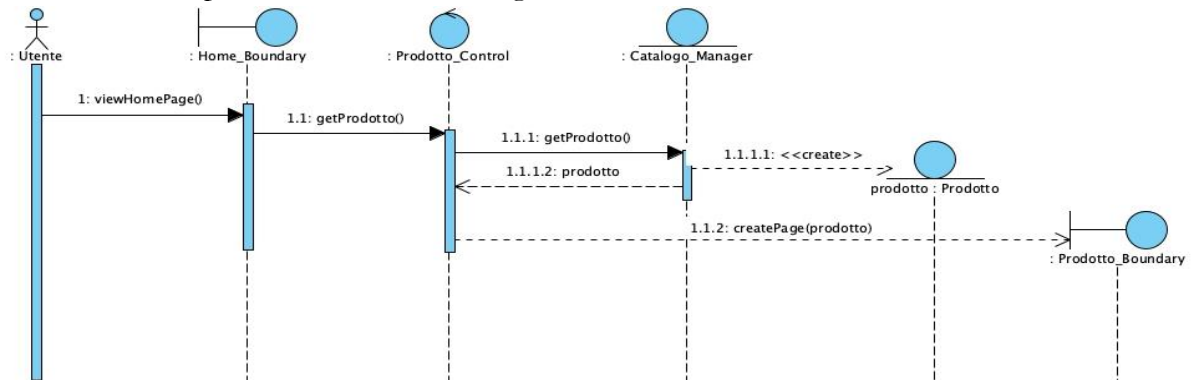 : Utente
: Home_Boundary
: Prodotto_Control
: Catalogo_Manager
1: viewHomePage()
1.1: getProdotto()
1.1.1: getProdotto()
1.1.1.1: <<create>>
1.1.1.2: prodotto
prodotto : Prodotto
1.1.2: createPage(prodotto)
: Prodotto_Boundary